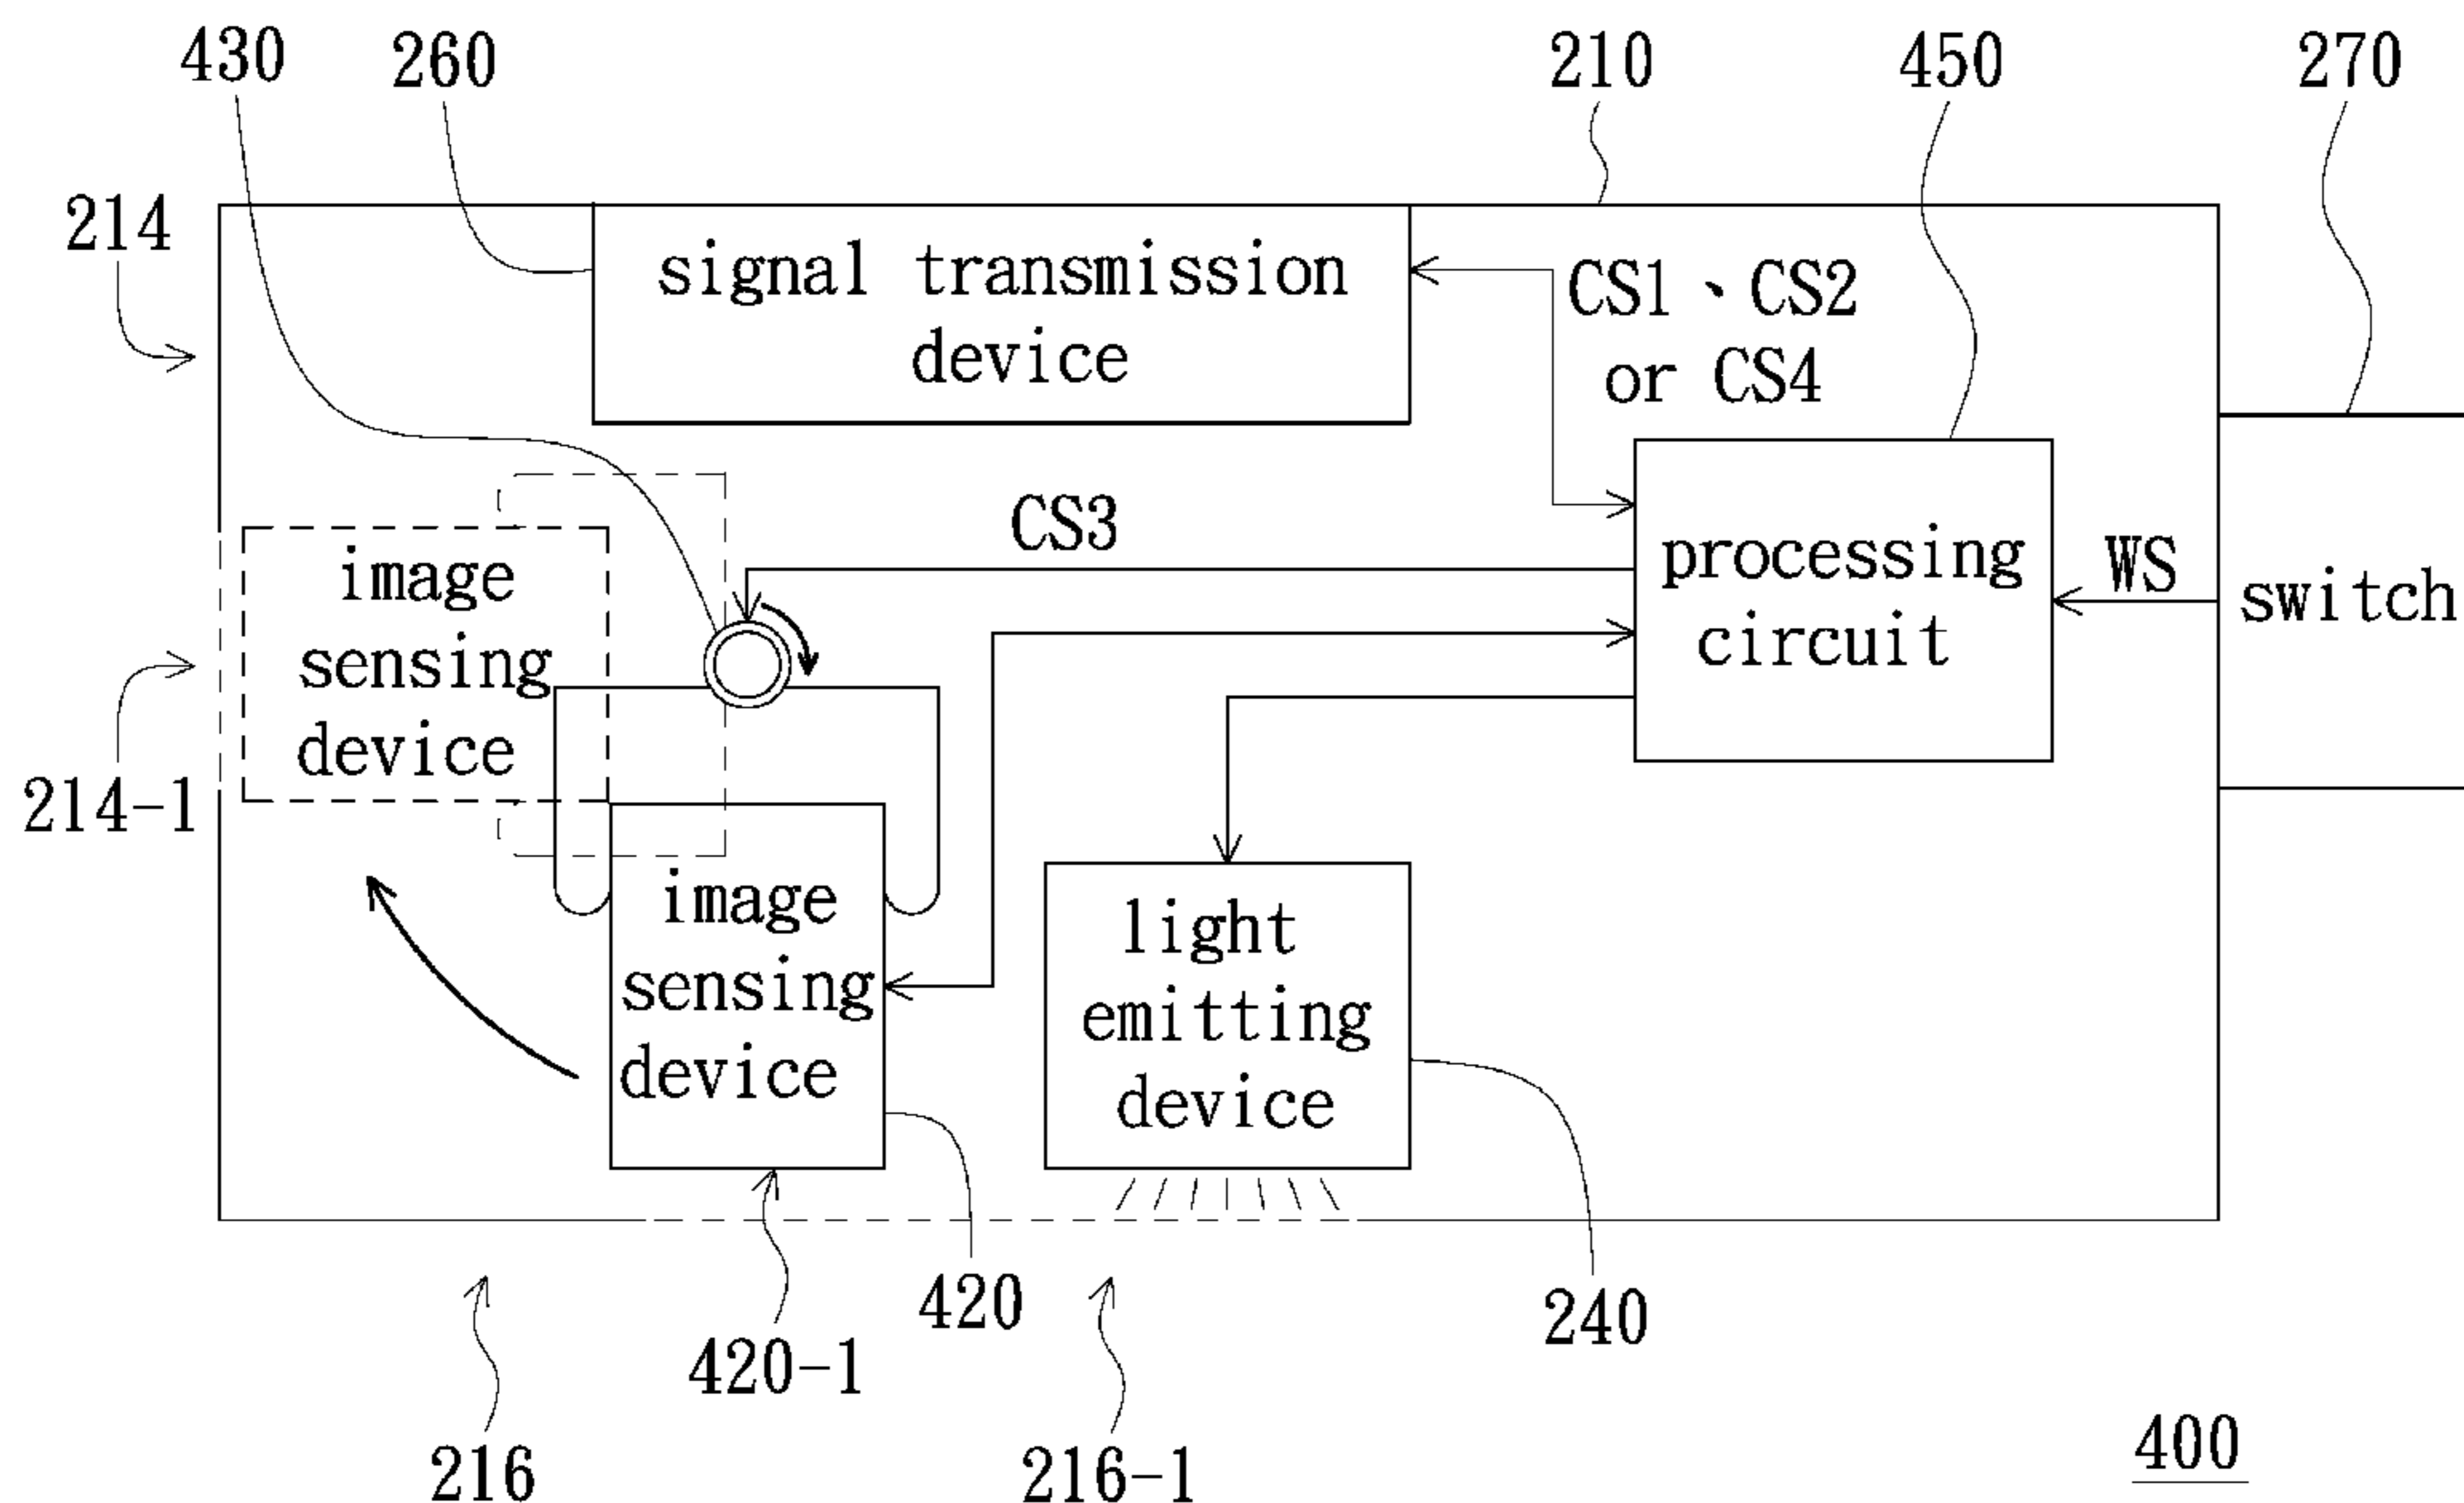 430
260
210
450
270
214
signal transmission
device
CS1、CS2
or CS4
CS3
image
sensing
device
processing
circuit
WS
switch
214-1
image
sensing
device
light
emitting
device
420
240
420-1
216
216-1
400